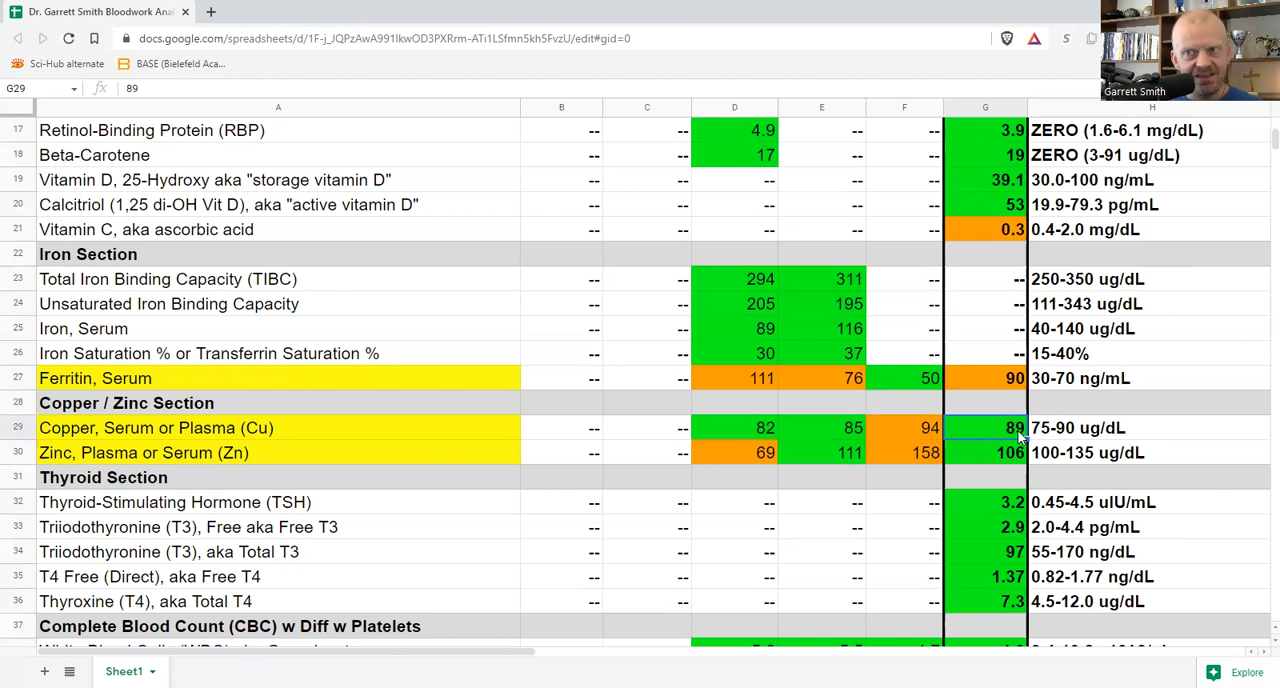 Dr. Garrett Smith Bloodwork Ana
docs.google.com/spreadsheets/d/1F-j_JQPzAwA991IkwOD3PXRrm-ATi1LSfmn5kh5FvzU/edit#gid=0
Sci-Hub alternate BASE (Bielefeld Aca...
Garrett Smith
G29 fx 89
A B C D E F G H
17 Retinol-Binding Protein (RBP) -- -- 4.9 -- -- 3.9 ZERO (1.6-6.1 mg/dL)
18 Beta-Carotene -- -- 17 -- -- 19 ZERO (3-91 ug/dL)
19 Vitamin D, 25-Hydroxy aka "storage vitamin D" -- -- -- -- -- 39.1 30.0-100 ng/mL
20 Calcitriol (1,25 di-OH Vit D), aka "active vitamin D" -- -- -- -- -- 53 19.9-79.3 pg/mL
21 Vitamin C, aka ascorbic acid -- -- -- -- -- 0.3 0.4-2.0 mg/dL
22 Iron Section
23 Total Iron Binding Capacity (TIBC) -- -- 294 311 -- -- 250-350 ug/dL
24 Unsaturated Iron Binding Capacity -- -- 205 195 -- -- 111-343 ug/dL
25 Iron, Serum -- -- 89 116 -- -- 40-140 ug/dL
26 Iron Saturation % or Transferrin Saturation % -- -- 30 37 -- -- 15-40%
27 Ferritin, Serum -- -- 111 76 50 90 30-70 ng/mL
28 Copper / Zinc Section
29 Copper, Serum or Plasma (Cu) -- -- 82 85 94 89 75-90 ug/dL
30 Zinc, Plasma or Serum (Zn) -- -- 69 111 158 106 100-135 ug/dL
31 Thyroid Section
32 Thyroid-Stimulating Hormone (TSH) -- -- -- -- -- 3.2 0.45-4.5 uIU/mL
33 Triiodothyronine (T3), Free aka Free T3 -- -- -- -- -- 2.9 2.0-4.4 pg/mL
34 Triiodothyronine (T3), aka Total T3 -- -- -- -- -- 97 55-170 ng/dL
35 T4 Free (Direct), aka Free T4 -- -- -- -- -- 1.37 0.82-1.77 ng/dL
36 Thyroxine (T4), aka Total T4 -- -- -- -- -- 7.3 4.5-12.0 ug/dL
37 Complete Blood Count (CBC) w Diff w Platelets
Sheet1 Explore